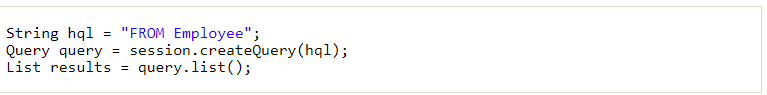 String hql = "FROM Employee";
Query query = session.createQuery(hql);
List results = query.list();